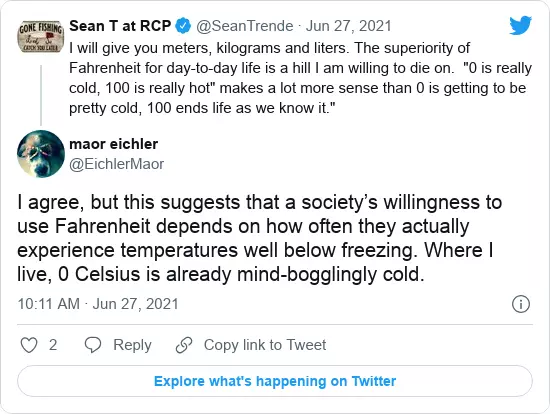 GONE FISHING
CATCH YOU LATER
Sean T at RCP @SeanTrende · Jun 27, 2021
I will give you meters, kilograms and liters. The superiority of
Fahrenheit for day-to-day life is a hill I am willing to die on.  "0 is really
cold, 100 is really hot" makes a lot more sense than 0 is getting to be
pretty cold, 100 ends life as we know it."
maor eichler
@EichlerMaor
I agree, but this suggests that a society’s willingness to
use Fahrenheit depends on how often they actually
experience temperatures well below freezing. Where I
live, 0 Celsius is already mind-bogglingly cold.
10:11 AM · Jun 27, 2021
2 Reply Copy link to Tweet
Explore what's happening on Twitter